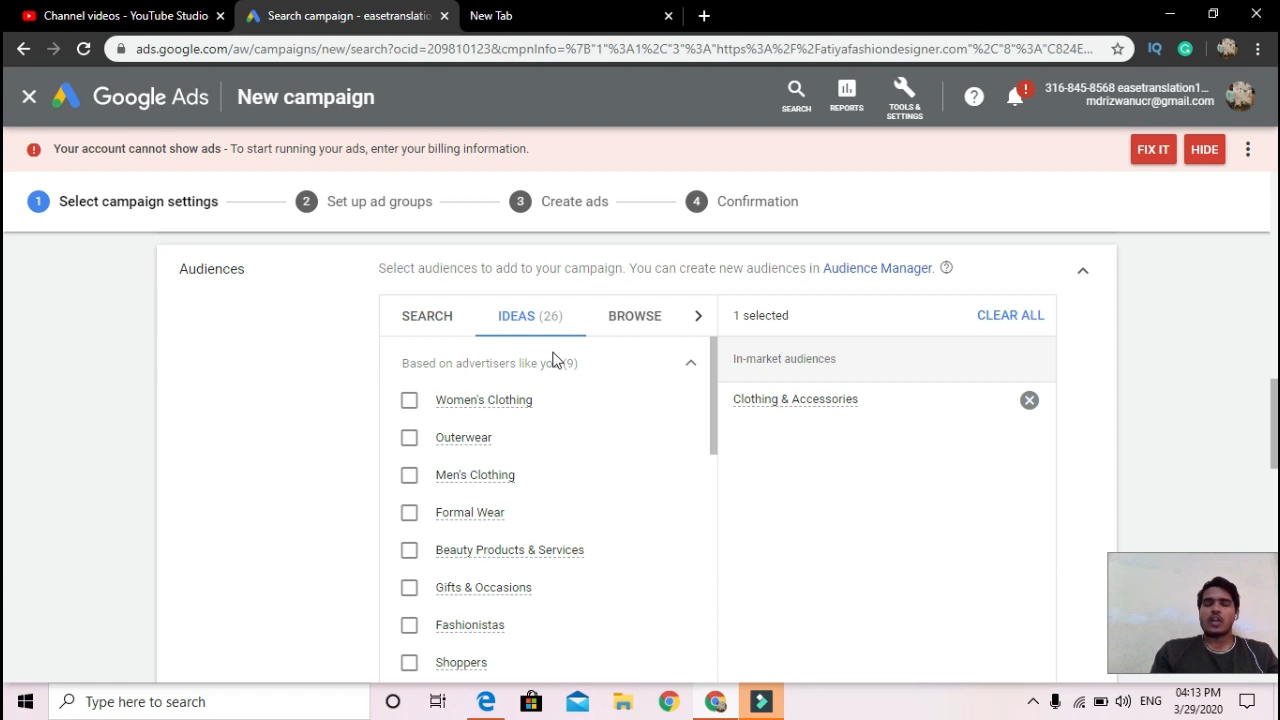 Channel videos - YouTube Studio
Search campaign - easetranslatio
New Tab
ads.google.com/aw/campaigns/new/search?ocid=209810123&cmpnInfo=%7B"1"%3A1%2C"3"%3A"https%3A%2F%2Fatiyafashiondesigner.com"%2C"8"%3A"C824E...
Google Ads
New campaign
SEARCH
REPORTS
TOOLS & SETTINGS
316-845-8568 easetranslation1...
mdrizwanucr@gmail.com
Your account cannot show ads - To start running your ads, enter your billing information.
FIX IT
HIDE
1 Select campaign settings
2 Set up ad groups
3 Create ads
4 Confirmation
Audiences
Select audiences to add to your campaign. You can create new audiences in Audience Manager.
SEARCH
IDEAS (26)
BROWSE
1 selected
CLEAR ALL
Based on advertisers like you (9)
In-market audiences
Women's Clothing
Clothing & Accessories
Outerwear
Men's Clothing
Formal Wear
Beauty Products & Services
Gifts & Occasions
Fashionistas
Shoppers
Type here to search
ENG
04:13 PM
3/29/2020